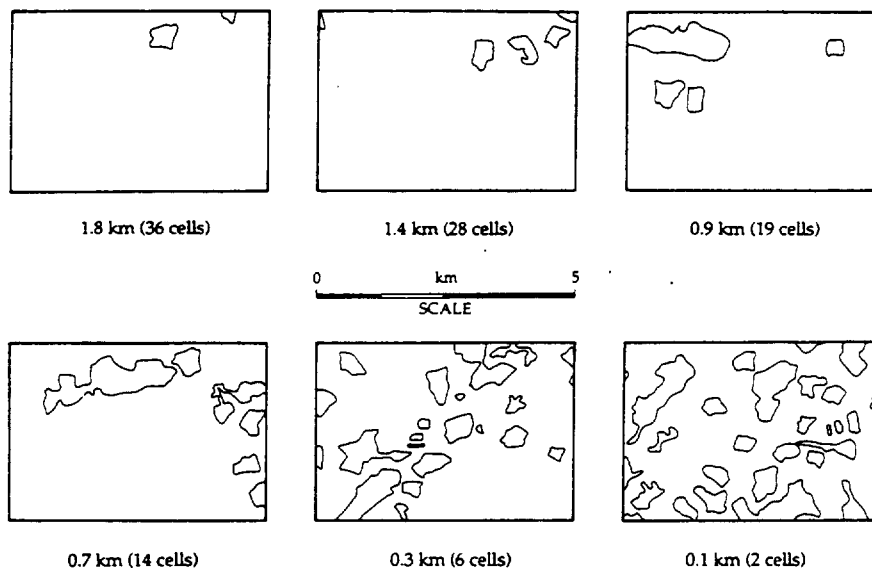 1.8 km (36 cells)
1.4 km (28 cells)
0.9 km (19 cells)
0 km 5
SCALE
0.7 km (14 cells)
0.3 km (6 cells)
0.1 km (2 cells)